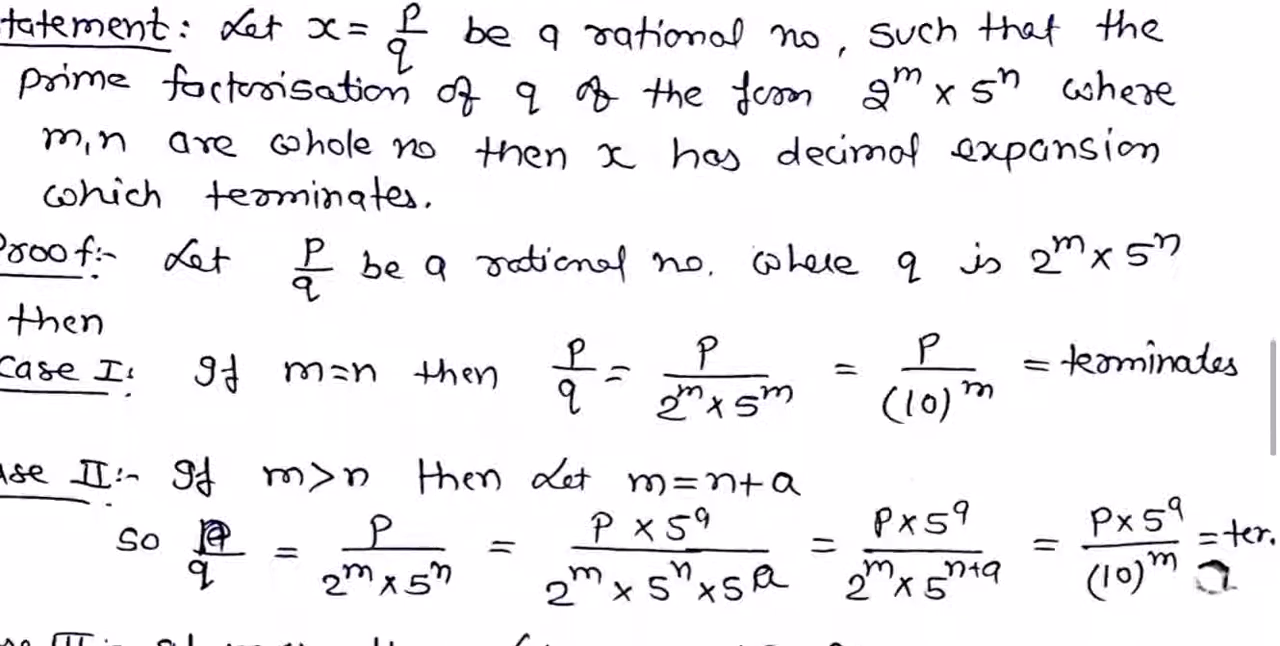 tatement: Let x = p/q be a rational no, such that the
prime factorisation of q of the form 2^m × 5^n where
m,n are whole no then x has decimal expansion
which terminates.
Proof:- Let p/q be a rational no. where q is 2^m × 5^n
then
Case I: If m=n then p/q = p/(2^m × 5^m) = p/(10)^m = terminates
ase II:- If m>n then Let m=n+a
So p/q = p/(2^m × 5^n) = (p × 5^a)/(2^m × 5^n × 5^a) = (p × 5^a)/(2^m × 5^(n+a)) = (p × 5^a)/(10)^m = ter.